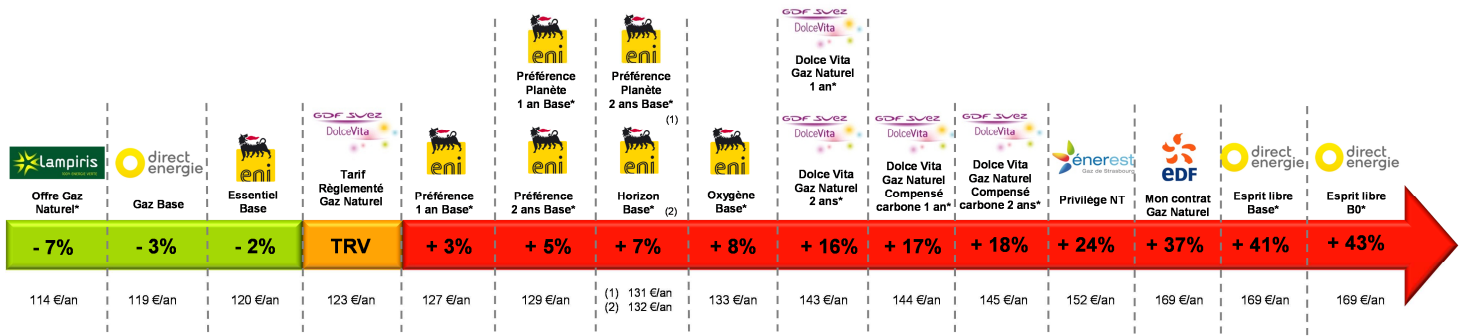 GDF SUEZ
DolceVita
eni
eni
Préférence
Planète
1 an Base*
Préférence
Planète
2 ans Base*
(1)
Dolce Vita
Gaz Naturel
1 an*
lampiris
Offre Gaz
Naturel*
direct
energie
Gaz Base
eni
Essentiel
Base
GDF SUEZ
DolceVita
Tarif
Règlementé
Gaz Naturel
eni
Préférence
1 an Base*
eni
Préférence
2 ans Base*
eni
Horizon
Base*
(2)
eni
Oxygène
Base*
GDF SUEZ
DolceVita
Dolce Vita
Gaz Naturel
2 ans*
GDF SUEZ
DolceVita
Dolce Vita
Gaz Naturel
Compensé
carbone 1 an*
GDF SUEZ
DolceVita
Dolce Vita
Gaz Naturel
Compensé
carbone 2 ans*
énerest
Gaz de Strasbourg
Privilège NT
eDF
Mon contrat
Gaz Naturel
direct
energie
Esprit libre
Base*
direct
energie
Esprit libre
B0*
- 7%
- 3%
- 2%
TRV
+ 3%
+ 5%
+ 7%
+ 8%
+ 16%
+ 17%
+ 18%
+ 24%
+ 37%
+ 41%
+ 43%
114 €/an
119 €/an
120 €/an
123 €/an
127 €/an
129 €/an
(1) 131 €/an
(2) 132 €/an
133 €/an
143 €/an
144 €/an
145 €/an
152 €/an
169 €/an
169 €/an
169 €/an